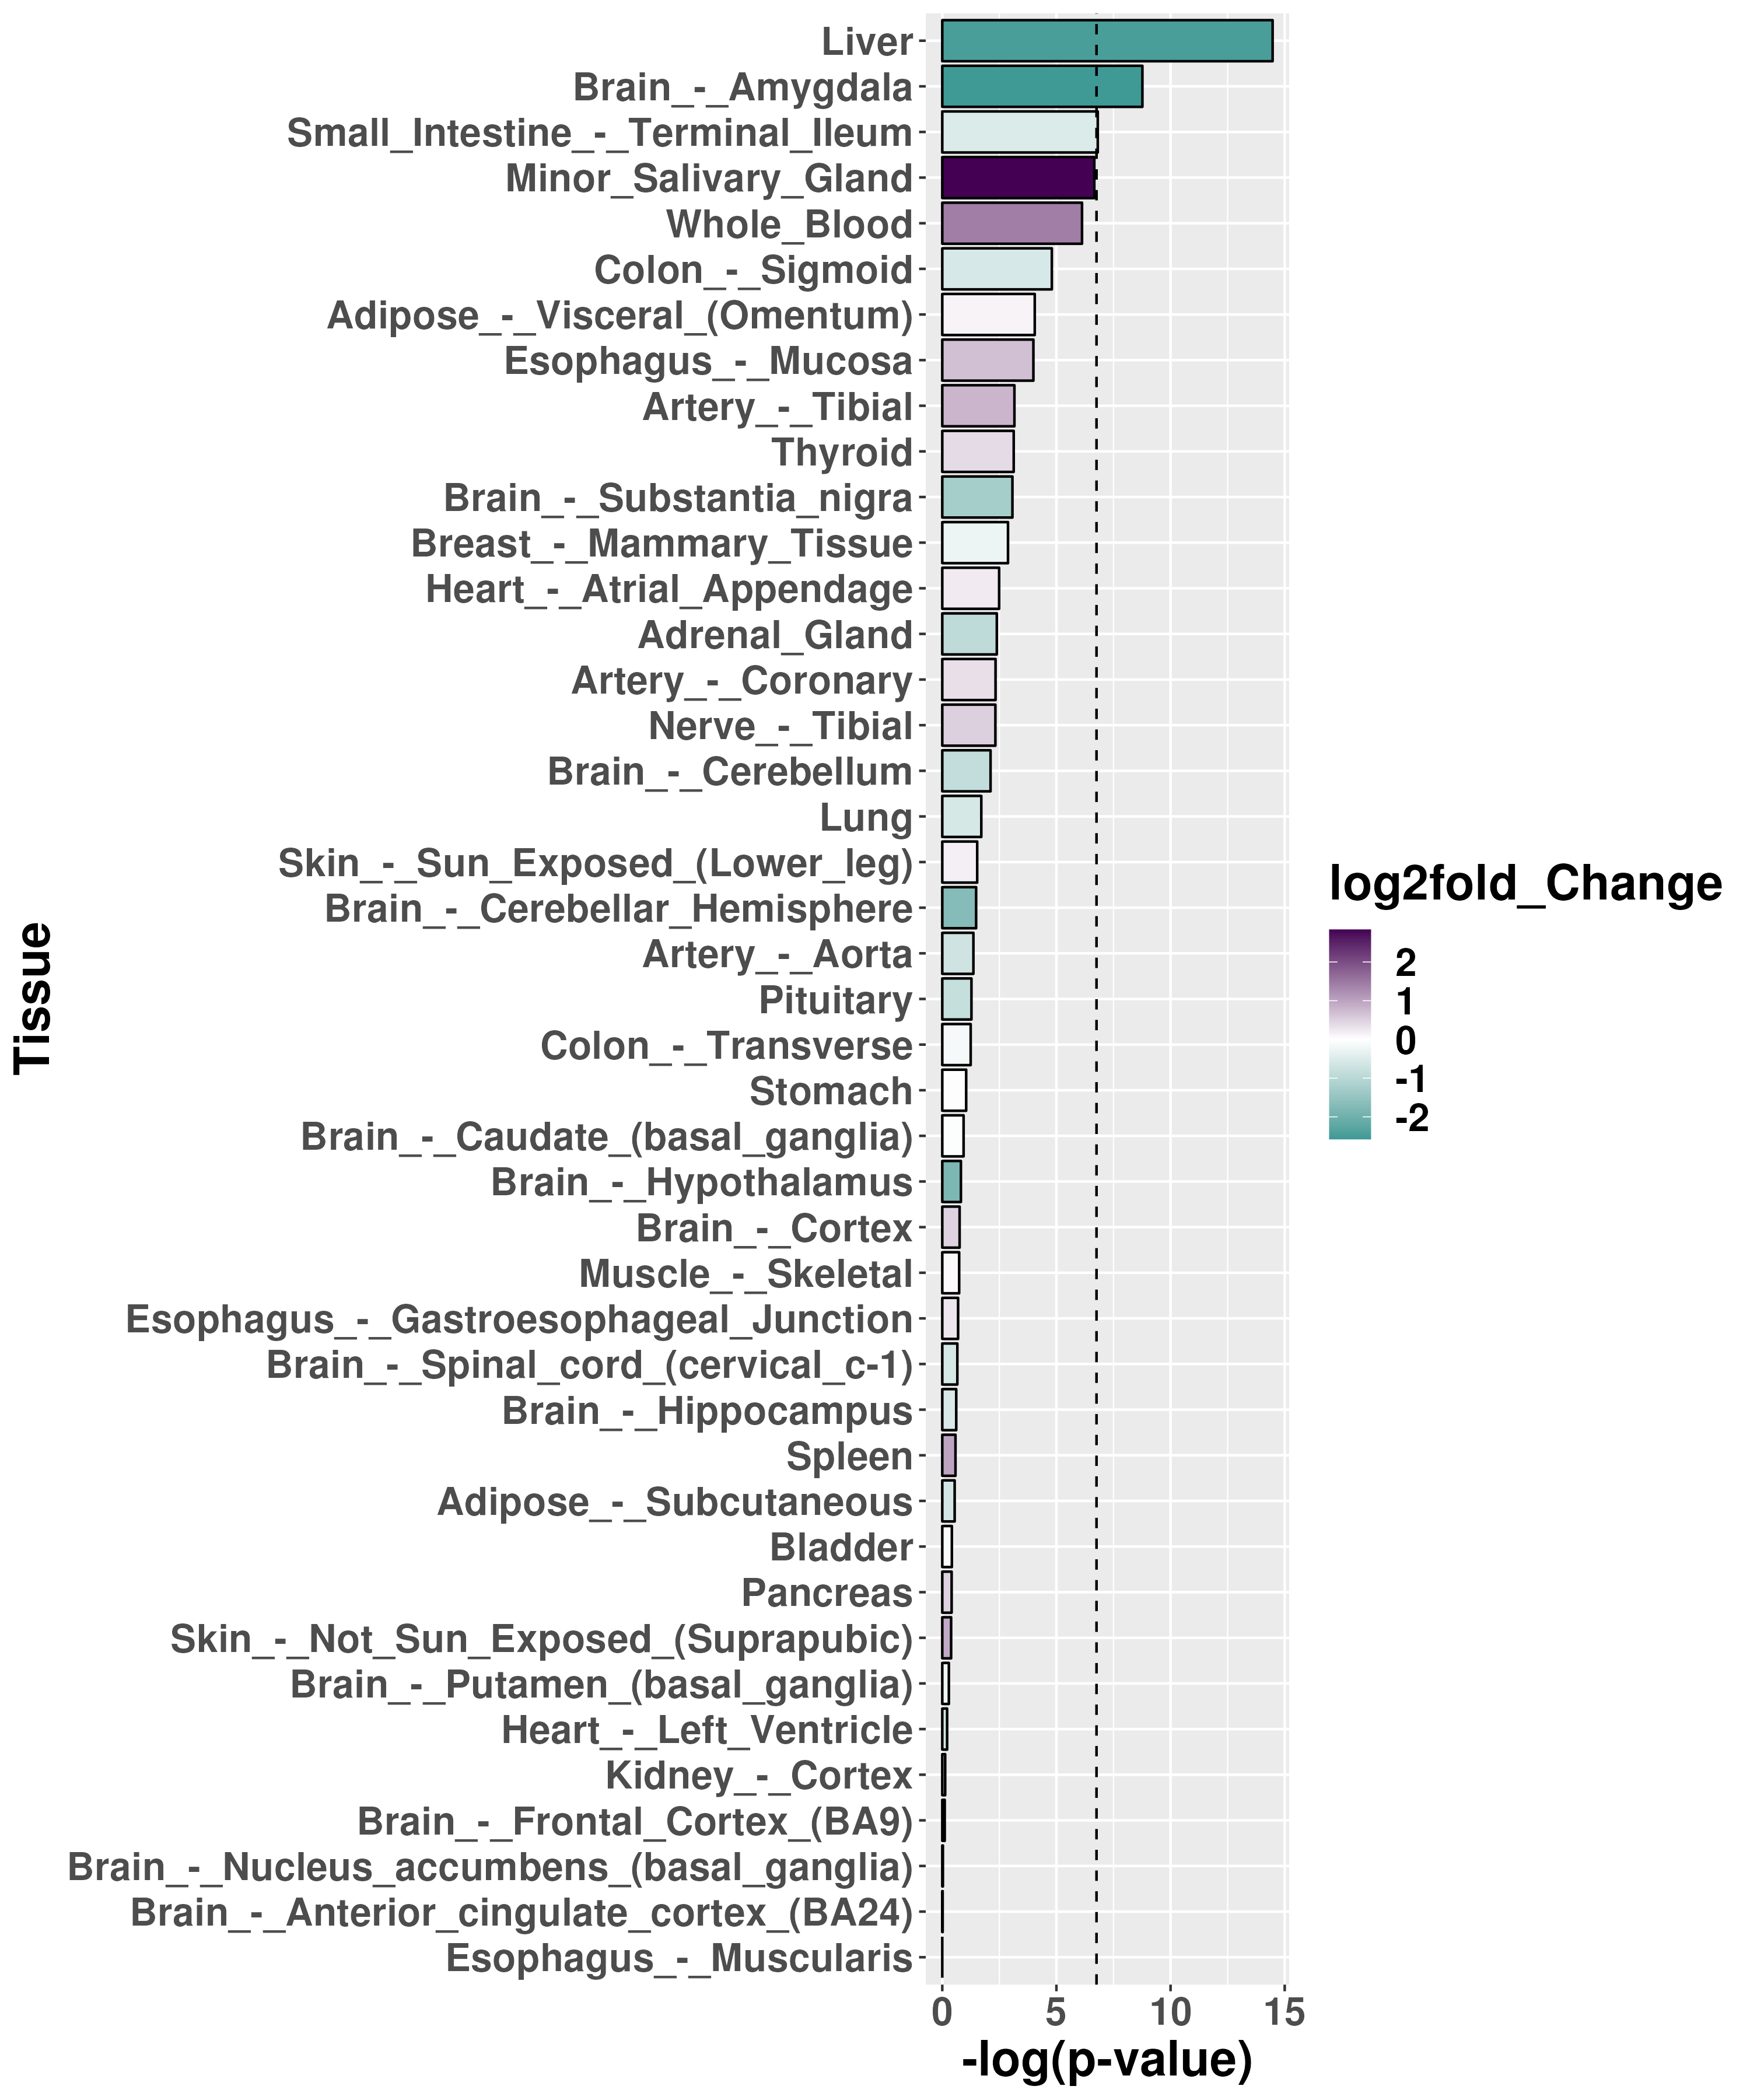 Liver
Brain_-_Amygdala
Small_Intestine_-_Terminal_Ileum
Minor_Salivary_Gland
Whole_Blood
Colon_-_Sigmoid
Adipose_-_Visceral_(Omentum)
Esophagus_-_Mucosa
Artery_-_Tibial
Thyroid
Brain_-_Substantia_nigra
Breast_-_Mammary_Tissue
Heart_-_Atrial_Appendage
Adrenal_Gland
Artery_-_Coronary
Nerve_-_Tibial
Brain_-_Cerebellum
Lung
Skin_-_Sun_Exposed_(Lower_leg)
Brain_-_Cerebellar_Hemisphere
Artery_-_Aorta
Pituitary
Colon_-_Transverse
Stomach
Brain_-_Caudate_(basal_ganglia)
Brain_-_Hypothalamus
Brain_-_Cortex
Muscle_-_Skeletal
Esophagus_-_Gastroesophageal_Junction
Brain_-_Spinal_cord_(cervical_c-1)
Brain_-_Hippocampus
Spleen
Adipose_-_Subcutaneous
Bladder
Pancreas
Skin_-_Not_Sun_Exposed_(Suprapubic)
Brain_-_Putamen_(basal_ganglia)
Heart_-_Left_Ventricle
Kidney_-_Cortex
Brain_-_Frontal_Cortex_(BA9)
Brain_-_Nucleus_accumbens_(basal_ganglia)
Brain_-_Anterior_cingulate_cortex_(BA24)
Esophagus_-_Muscularis
Tissue
0 5 10 15
-log(p-value)
log2fold_Change
2
1
0
-1
-2